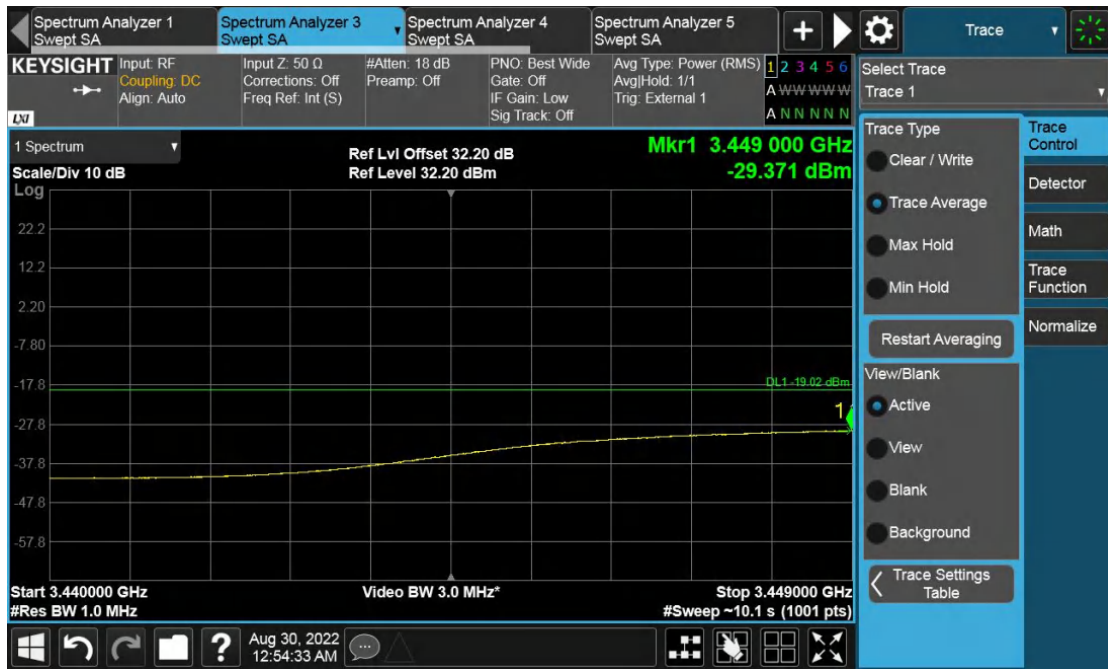 Spectrum Analyzer 1
Swept SA
Spectrum Analyzer 3
Swept SA
Spectrum Analyzer 4
Swept SA
Spectrum Analyzer 5
Swept SA
+
Trace
KEYSIGHT
LXI
Input: RF
Coupling: DC
Align: Auto
Input Z: 50 Ω
Corrections: Off
Freq Ref: Int (S)
#Atten: 18 dB
Preamp: Off
PNO: Best Wide
Gate: Off
IF Gain: Low
Sig Track: Off
Avg Type: Power (RMS)
Avg|Hold: 1/1
Trig: External 1
1 2 3 4 5 6
A W W W W W
A N N N N N
1 Spectrum
Scale/Div 10 dB
Log
Ref Lvl Offset 32.20 dB
Ref Level 32.20 dBm
Mkr1 3.449 000 GHz
-29.371 dBm
22.2
12.2
2.20
-7.80
-17.8
-27.8
-37.8
-47.8
-57.8
DL1 -19.02 dBm
1
Start 3.440000 GHz
#Res BW 1.0 MHz
Video BW 3.0 MHz*
Stop 3.449000 GHz
#Sweep ~10.1 s (1001 pts)
?
Aug 30, 2022
12:54:33 AM
Select Trace
Trace 1
Trace Type
Clear / Write
Trace Average
Max Hold
Min Hold
Restart Averaging
View/Blank
Active
View
Blank
Background
Trace Settings
Table
Trace
Control
Detector
Math
Trace
Function
Normalize